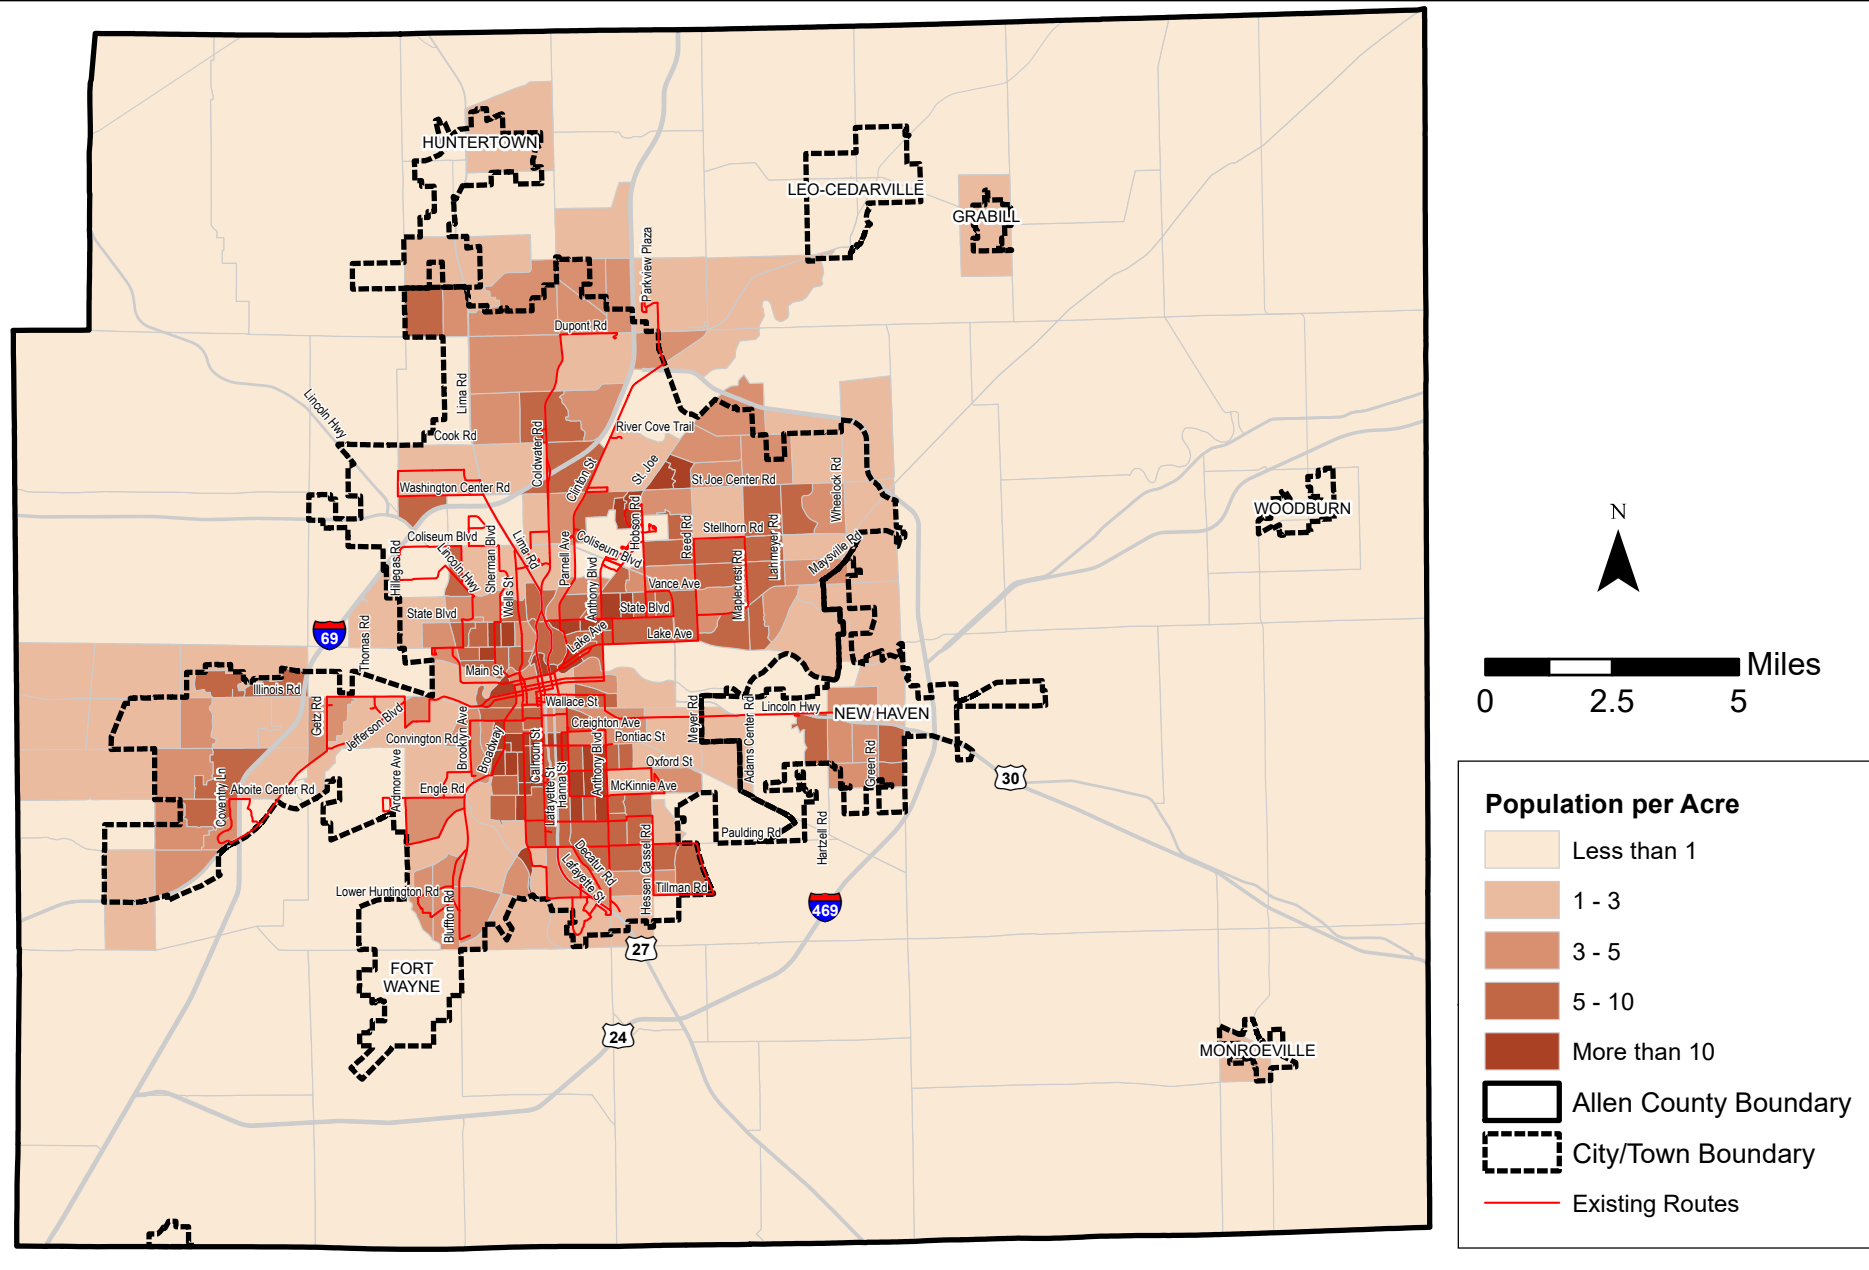 HUNTERTOWN
LEO-CEDARVILLE
GRABILL
Parkview Plaza
Dupont Rd
Lima Rd
Lincoln Hwy
Cook Rd
Coldwater Rd
River Cove Trail
Clinton St
St. Joe
St Joe Center Rd
Wheelock Rd
Washington Center Rd
WOODBURN
Hobson Rd
Reed Rd
Stellhorn Rd
Lahmeyer Rd
Maysville Rd
Coliseum Blvd
Hillegas Rd
Lincoln Hwy
Sherman Blvd
Lima Rd
Wells St
Parnell Ave
Coliseum Blvd
Anthony Blvd
Vance Ave
Maplecrest Rd
State Blvd
State Blvd
Lake Ave
Lake Ave
69
Thomas Rd
Main St
Illinois Rd
Getz Rd
Jefferson Blvd
Wallace St
Creighton Ave
Pontiac St
Meyer Rd
Adams Center Rd
Lincoln Hwy
NEW HAVEN
Convington Rd
Brooklyn Ave
Broadway
Calhoun St
Lafayette St
Hanna St
Anthony Blvd
Oxford St
McKinnie Ave
Green Rd
30
Coventry Ln
Aboite Center Rd
Ardmore Ave
Engle Rd
Paulding Rd
Hartzell Rd
Decatur Rd
Lafayette St
Hessen Cassel Rd
Tillman Rd
Lower Huntington Rd
Bluffton Rd
469
27
FORT
WAYNE
24
MONROEVILLE
N
Miles
0
2.5
5
Population per Acre
Less than 1
1 - 3
3 - 5
5 - 10
More than 10
Allen County Boundary
City/Town Boundary
Existing Routes